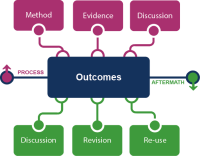 Method
Evidence
Discussion
PROCESS
Outcomes
AFTERMATH
Discussion
Revision
Re-use